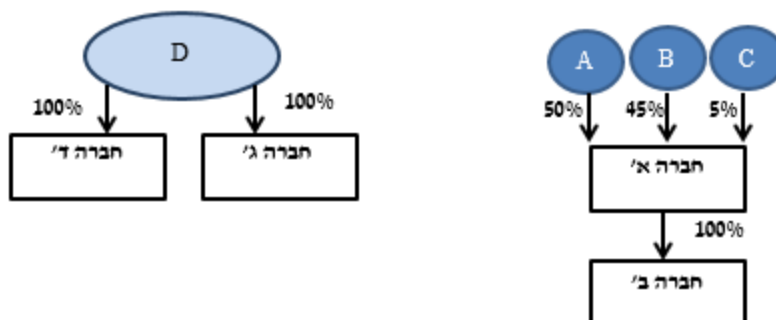 D
100%
100%
חברה ד׳
חברה ג׳
A
B
C
50%
45%
5%
חברה א׳
100%
חברה ב׳